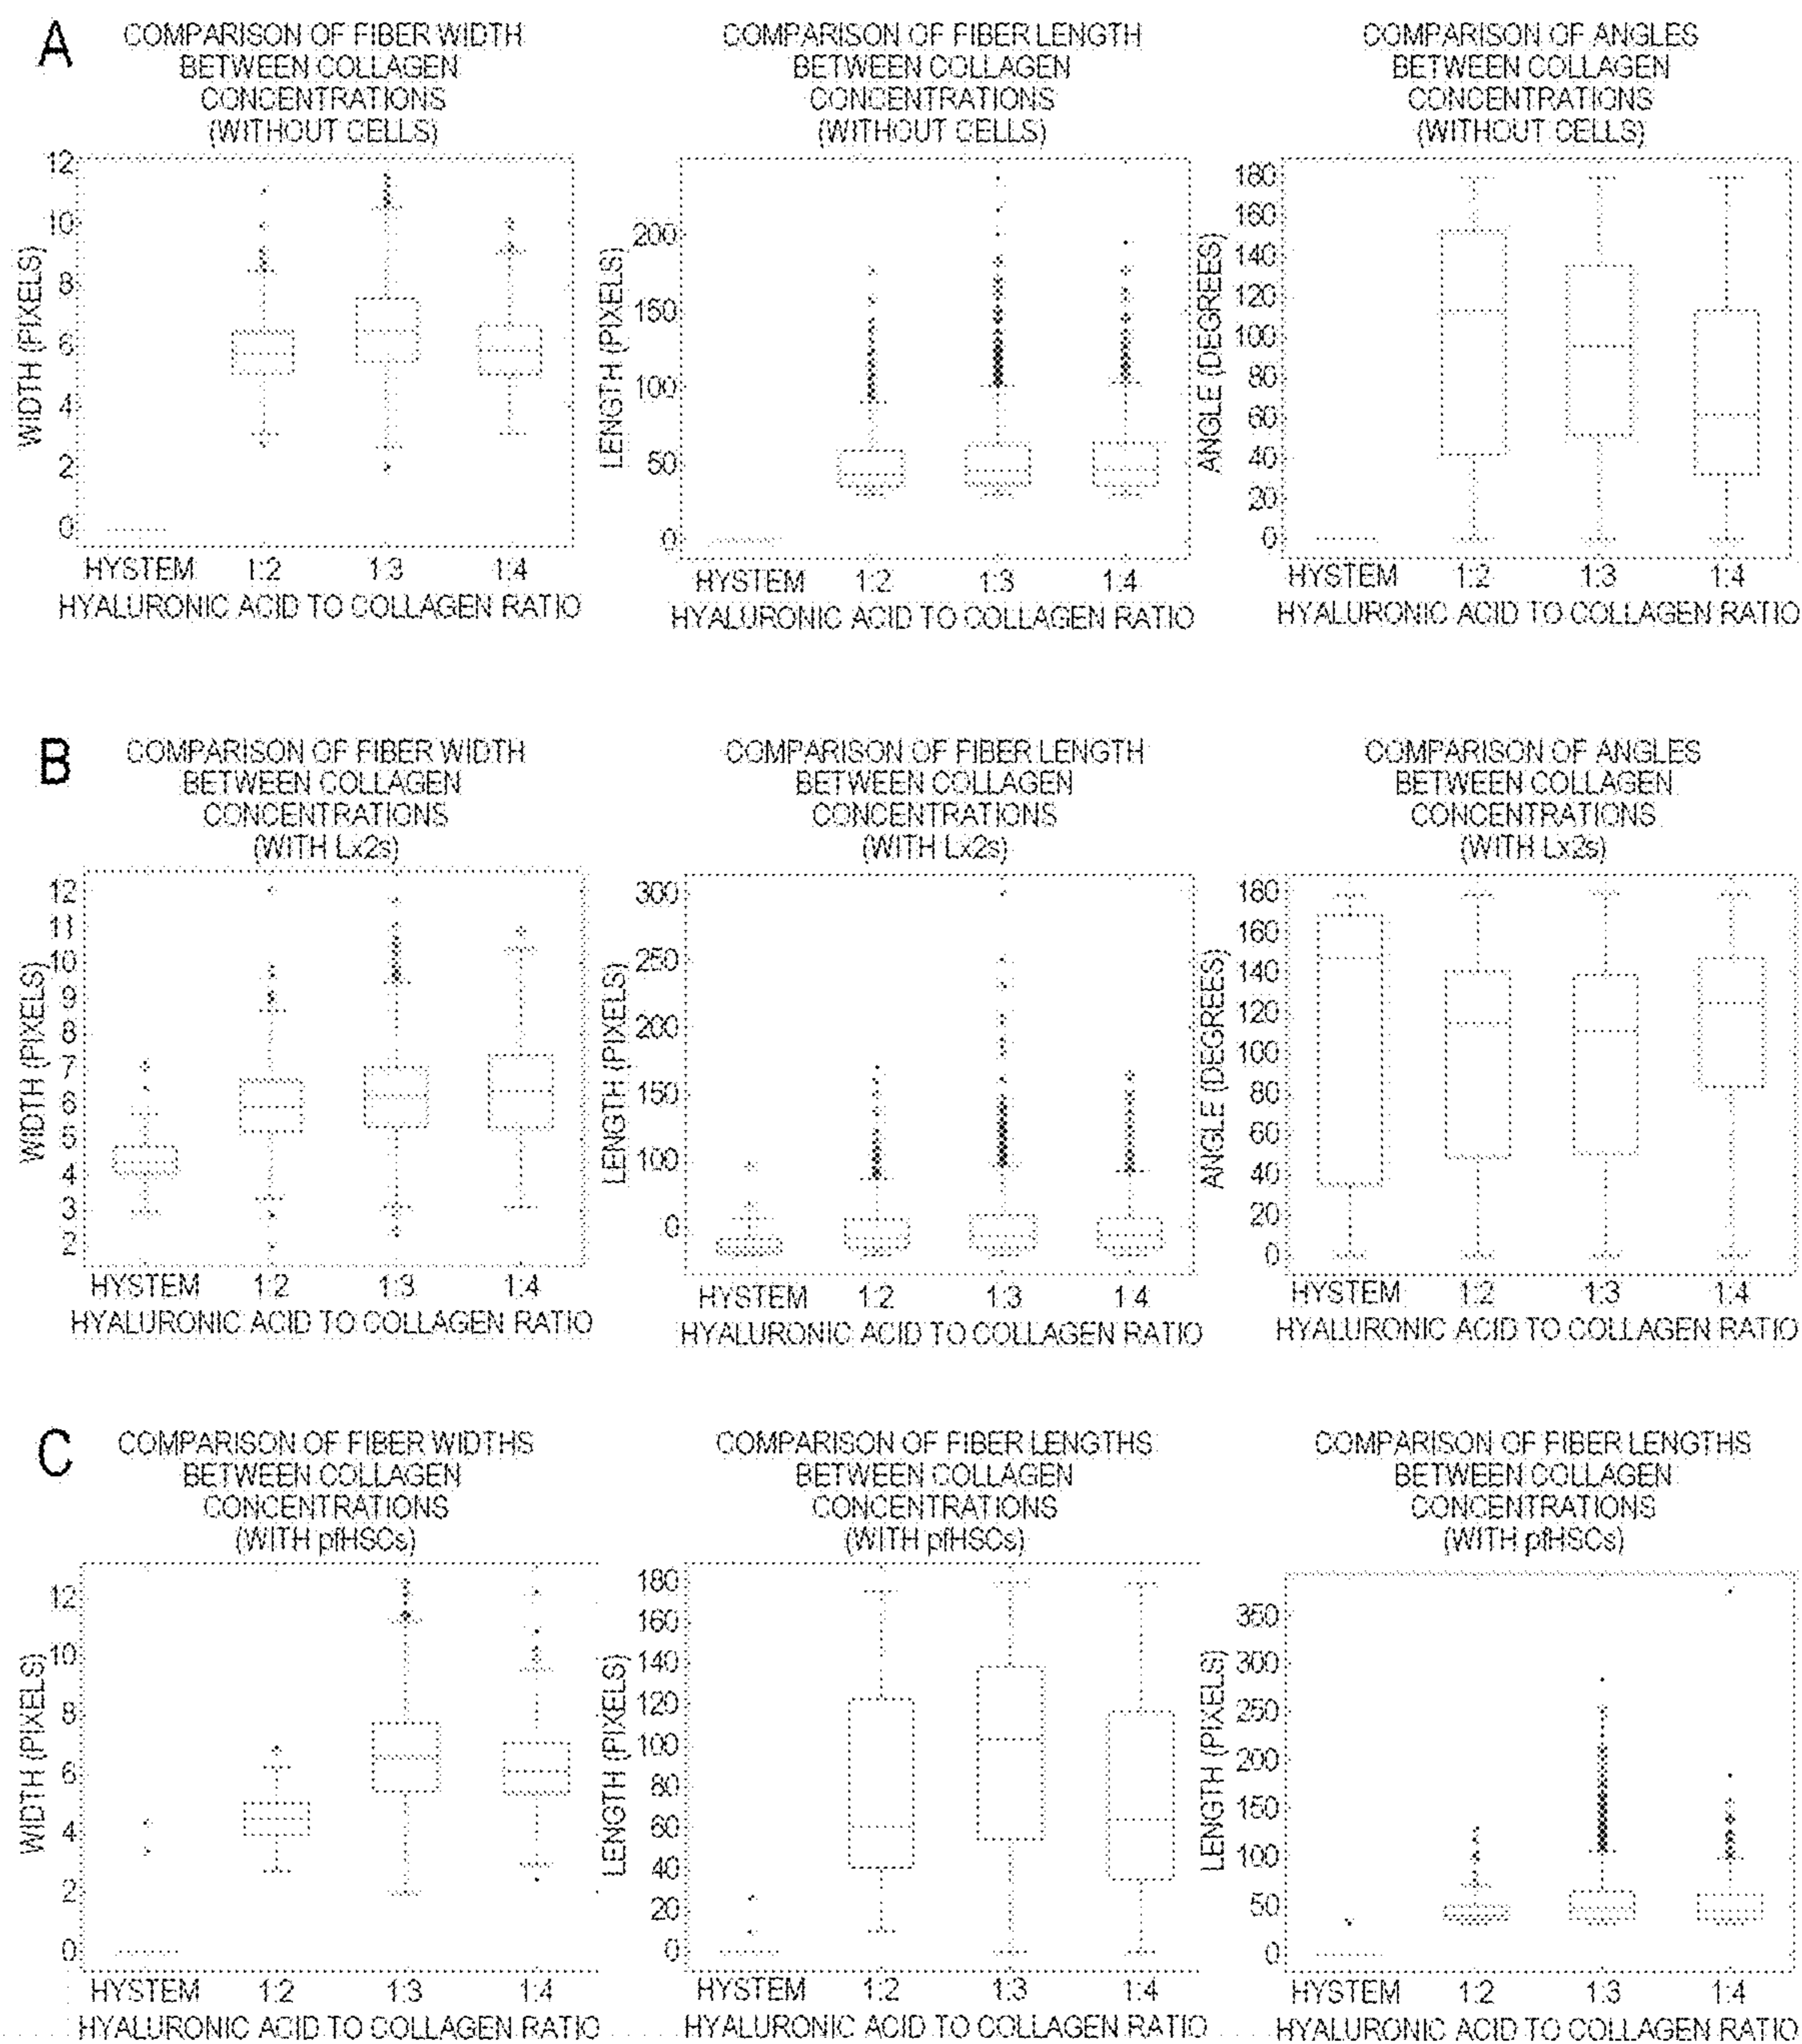 A
COMPARISON OF FIBER WIDTH
BETWEEN COLLAGEN
CONCENTRATIONS
(WITHOUT CELLS)
12
10
8
6
4
2
0
WIDTH (PIXELS)
HYSTEM 1:2 1:3 1:4
HYALURONIC ACID TO COLLAGEN RATIO
COMPARISON OF FIBER LENGTH
BETWEEN COLLAGEN
CONCENTRATIONS
(WITHOUT CELLS)
200
150
100
50
0
LENGTH (PIXELS)
HYSTEM 1:2 1:3 1:4
HYALURONIC ACID TO COLLAGEN RATIO
COMPARISON OF ANGLES
BETWEEN COLLAGEN
CONCENTRATIONS
(WITHOUT CELLS)
180
160
140
120
100
80
60
40
20
0
ANGLE (DEGREES)
HYSTEM 1:2 1:3 1:4
HYALURONIC ACID TO COLLAGEN RATIO
B
COMPARISON OF FIBER WIDTH
BETWEEN COLLAGEN
CONCENTRATIONS
(WITH Lx2s)
12
11
10
9
8
7
6
5
4
3
2
WIDTH (PIXELS)
HYSTEM 1:2 1:3 1:4
HYALURONIC ACID TO COLLAGEN RATIO
COMPARISON OF FIBER LENGTH
BETWEEN COLLAGEN
CONCENTRATIONS
(WITH Lx2s)
300
250
200
150
100
0
LENGTH (PIXELS)
HYSTEM 1:2 1:3 1:4
HYALURONIC ACID TO COLLAGEN RATIO
COMPARISON OF ANGLES
BETWEEN COLLAGEN
CONCENTRATIONS
(WITH Lx2s)
180
160
140
120
100
80
60
40
20
0
ANGLE (DEGREES)
HYSTEM 1:2 1:3 1:4
HYALURONIC ACID TO COLLAGEN RATIO
C
COMPARISON OF FIBER WIDTHS
BETWEEN COLLAGEN
CONCENTRATIONS
(WITH pfHSCs)
12
10
8
6
4
2
0
WIDTH (PIXELS)
HYSTEM 1:2 1:3 1:4
HYALURONIC ACID TO COLLAGEN RATIO
COMPARISON OF FIBER LENGTHS
BETWEEN COLLAGEN
CONCENTRATIONS
(WITH pfHSCs)
180
160
140
120
100
80
60
40
20
0
LENGTH (PIXELS)
HYSTEM 1:2 1:3 1:4
HYALURONIC ACID TO COLLAGEN RATIO
COMPARISON OF FIBER LENGTHS
BETWEEN COLLAGEN
CONCENTRATIONS
(WITH pfHSCs)
350
300
250
200
150
100
50
0
LENGTH (PIXELS)
HYSTEM 1:2 1:3 1:4
HYALURONIC ACID TO COLLAGEN RATIO